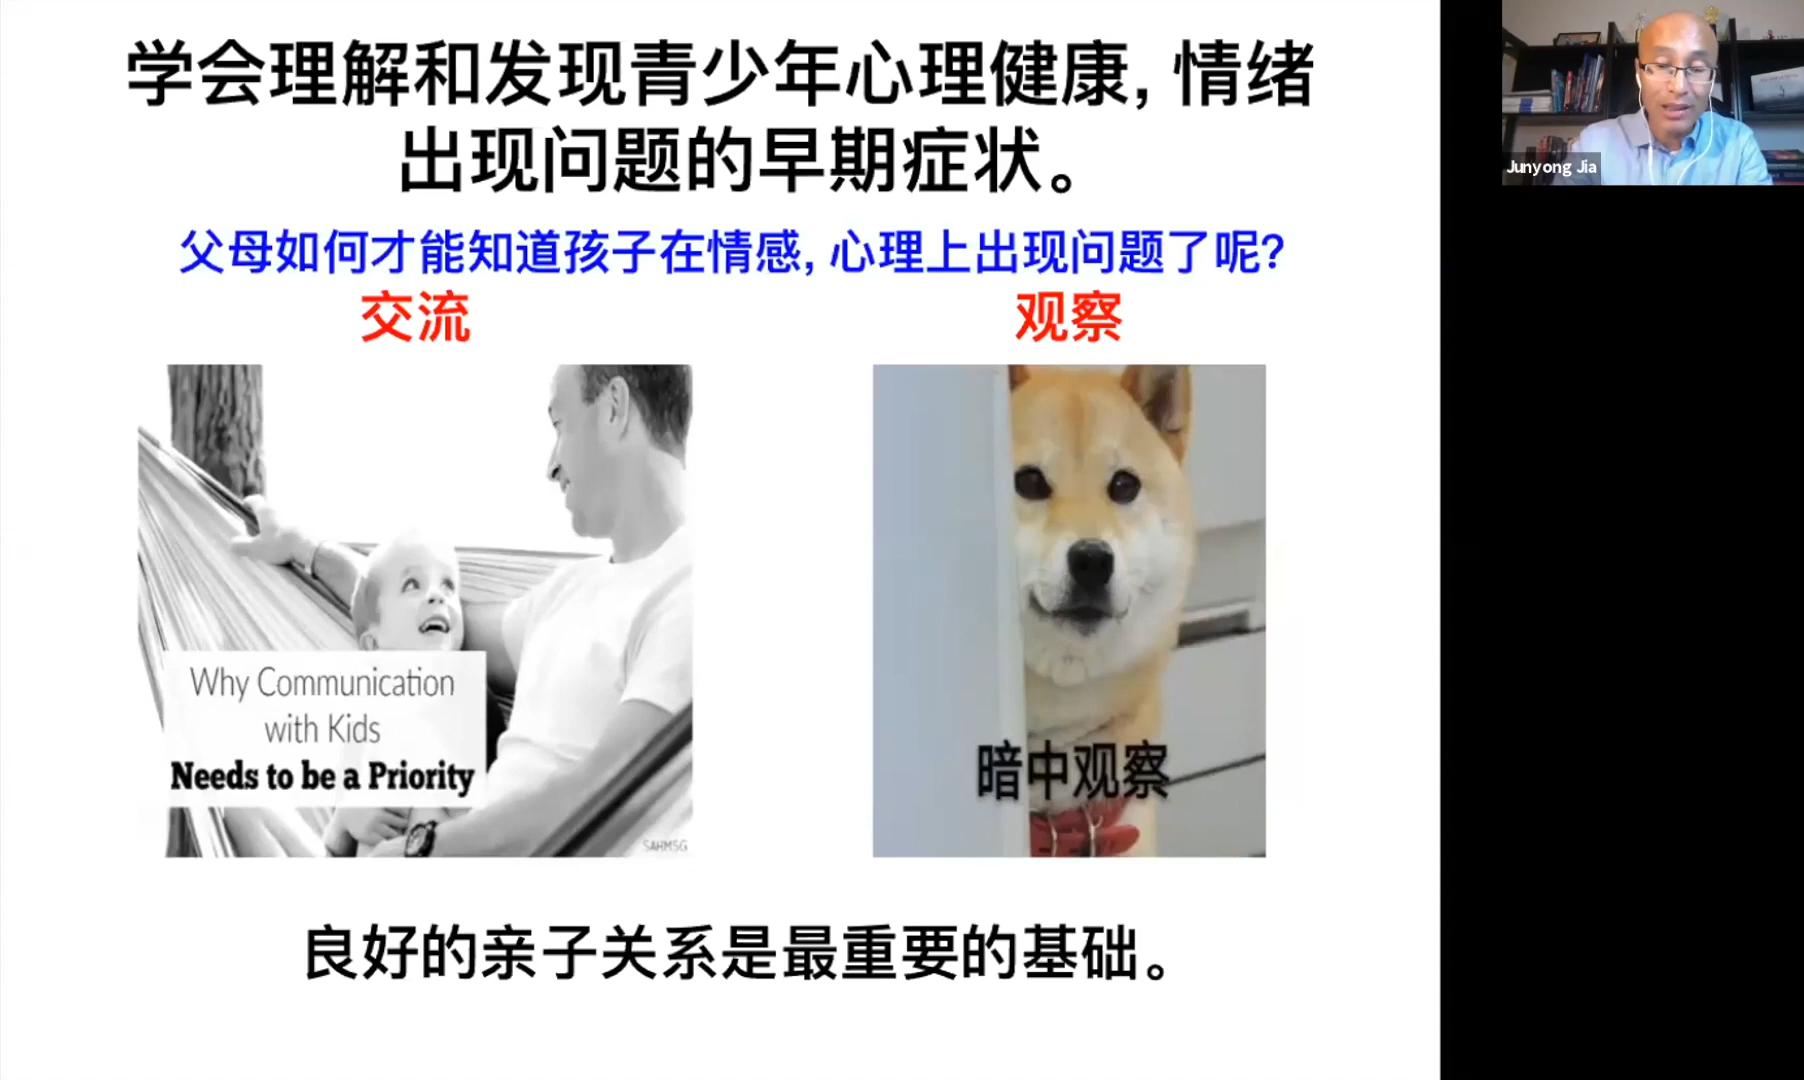 学会理解和发现青少年心理健康, 情绪
出现问题的早期症状。
父母如何才能知道孩子在情感, 心理上出现问题了呢?
交流
观察
Why Communication
with Kids
Needs to be a Priority
SAHMSG
暗中观察
良好的亲子关系是最重要的基础。
Junyong Jia